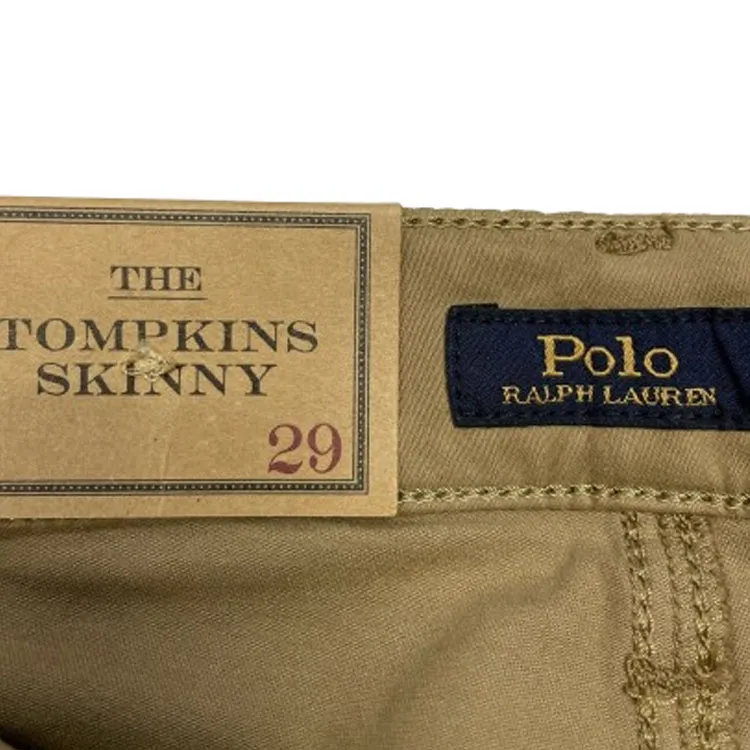 THE
TOMPKINS
SKINNY
29
Polo
RALPH LAUREN